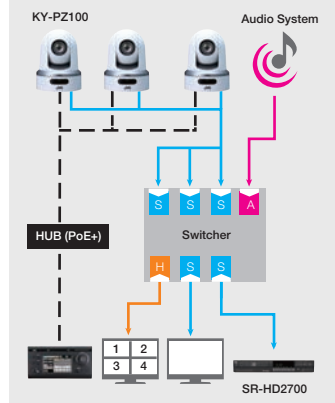 KY-PZ100
Audio System
S S S A
HUB (PoE+)
Switcher
H S S
1 2
3 4
SR-HD2700